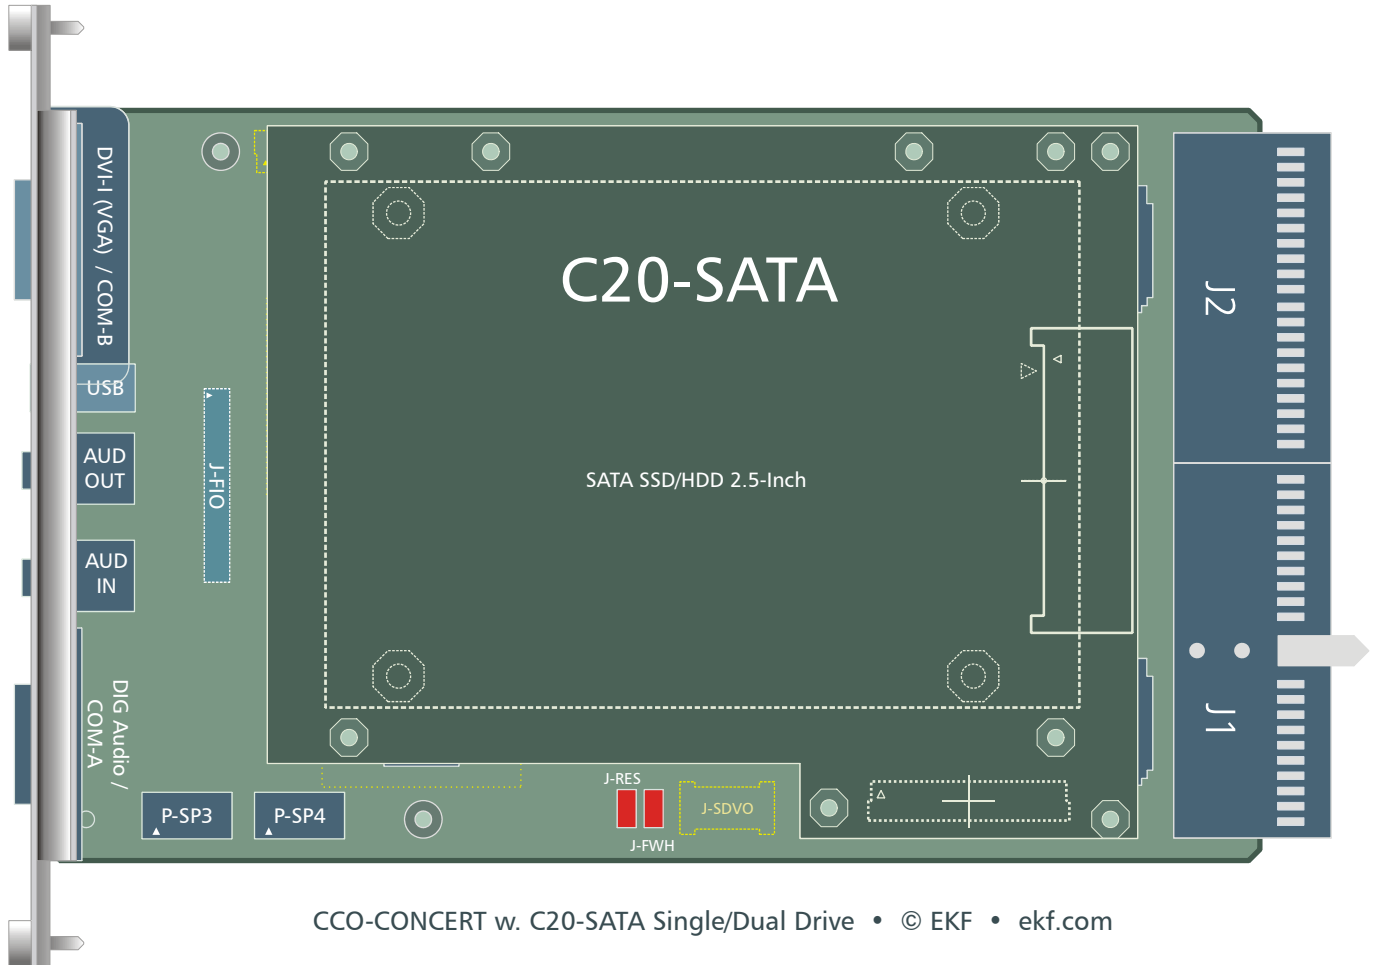 DVI-I (VGA) / COM-B
USB
AUD
OUT
AUD
IN
DIG Audio /
COM-A
J-FIO
C20-SATA
SATA SSD/HDD 2.5-Inch
J2
J1
P-SP3
P-SP4
J-RES
J-SDVO
J-FWH
CCO-CONCERT w. C20-SATA Single/Dual Drive • © EKF • ekf.com